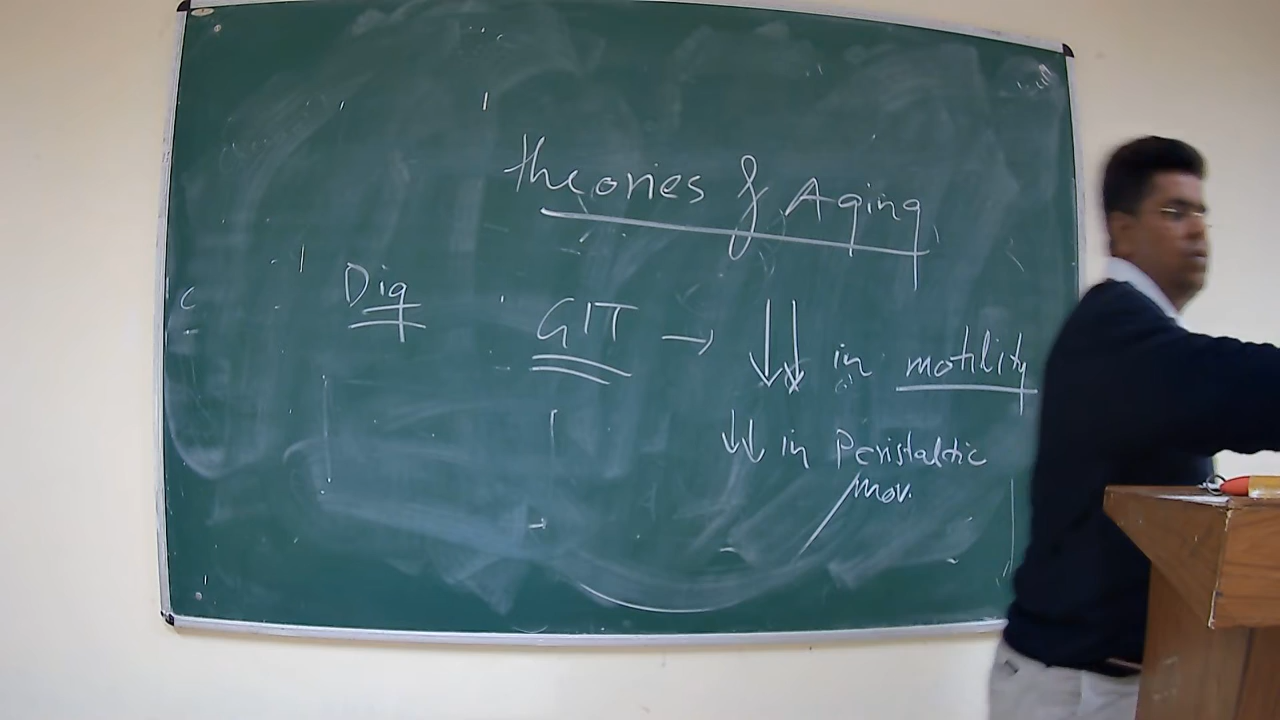 theories of Aging
Dig GIT → ↓↓ in motility
↓↓ in Peristaltic
Mov.